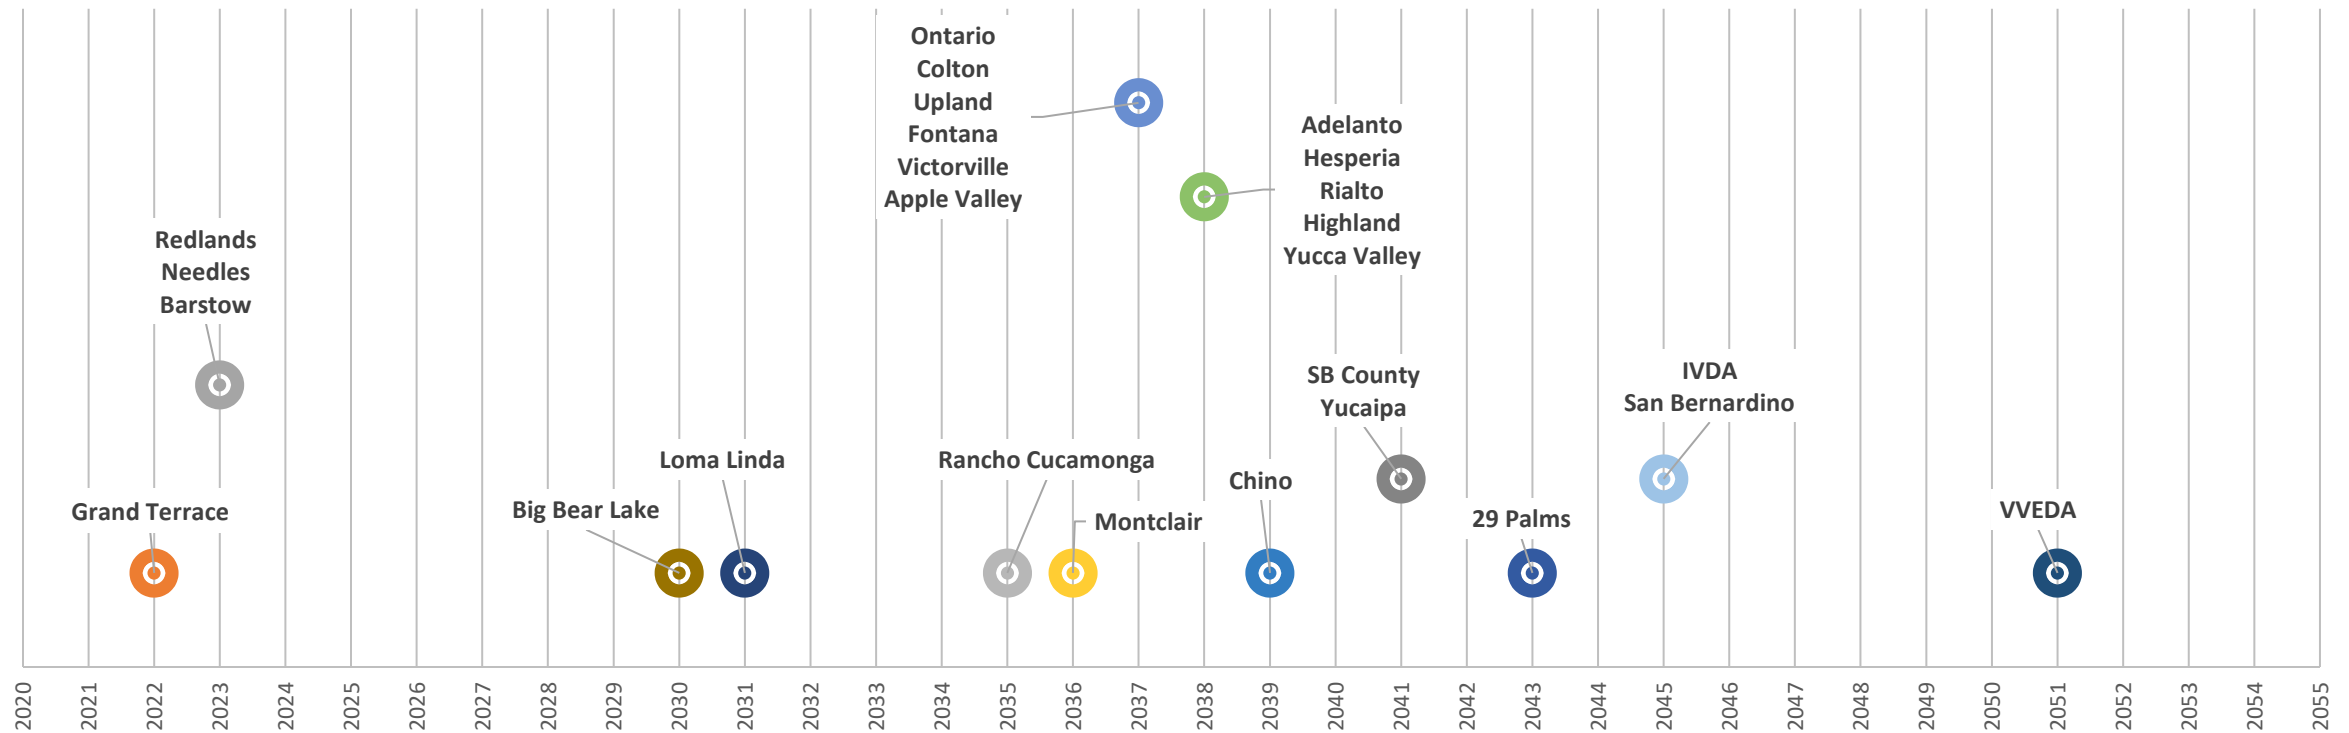 Ontario
Colton
Upland
Fontana
Victorville
Apple Valley
Adelanto
Hesperia
Rialto
Highland
Yucca Valley
Redlands
Needles
Barstow
SB County
Yucaipa
IVDA
San Bernardino
Loma Linda
Rancho Cucamonga
Chino
Grand Terrace
Big Bear Lake
Montclair
29 Palms
VVEDA
2020
2021
2022
2023
2024
2025
2026
2027
2028
2029
2030
2031
2032
2033
2034
2035
2036
2037
2038
2039
2040
2041
2042
2043
2044
2045
2046
2047
2048
2049
2050
2051
2052
2053
2054
2055